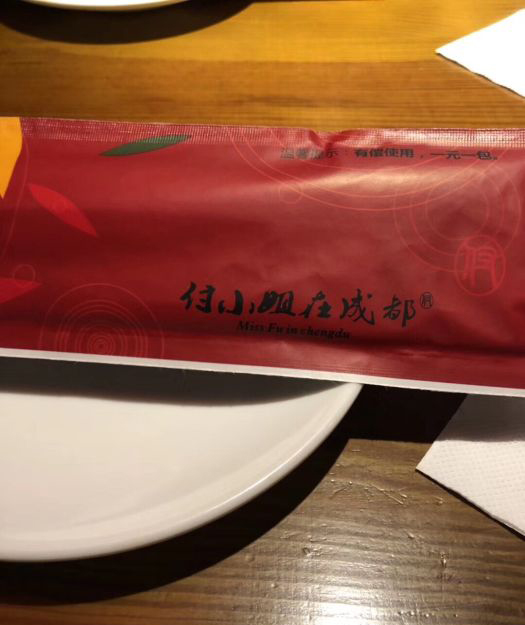 温馨提示：有偿使用，一元一包。
付
付小姐在成都
Miss Fu in chengdu